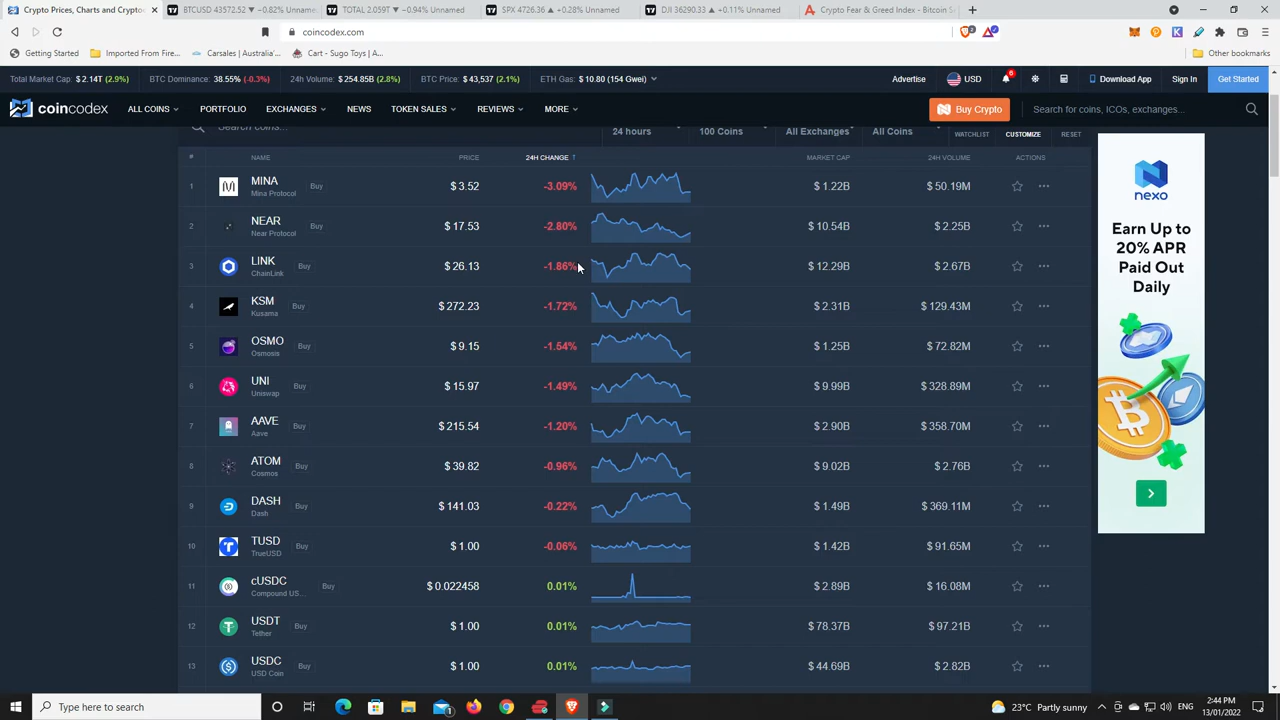 Crypto Prices, Charts and Cryptoc
BTCUSD 43572.52 ▼ −0.82% Unname
TOTAL 2.059T ▼ −0.94% Unnamed
SPX 4726.36 ▲ +0.28% Unnamed
DJI 36290.33 ▲ +0.11% Unnamed
Crypto Fear & Greed Index - Bitcoin S
coincodex.com
Getting Started
Imported From Fire...
Carsales | Australia'...
Cart - Sugo Toys | A...
Other bookmarks
Total Market Cap: $ 2.14T (2.9%)
BTC Dominance: 38.55% (-0.3%)
24h Volume: $ 254.85B (2.8%)
BTC Price: $ 43,537 (2.1%)
ETH Gas: $ 10.80 (154 Gwei)
Advertise
USD
6
Download App
Sign In
Get Started
coincodex
ALL COINS
PORTFOLIO
EXCHANGES
NEWS
TOKEN SALES
REVIEWS
MORE
Buy Crypto
Search for coins, ICOs, exchanges...
Search coins...
24 hours
100 Coins
All Exchanges
All Coins
WATCHLIST
CUSTOMIZE
RESET
# NAME PRICE 24H CHANGE ↑ MARKET CAP 24H VOLUME ACTIONS
1 MINA Buy $ 3.52 -3.09% $ 1.22B $ 50.19M
Mina Protocol
2 NEAR Buy $ 17.53 -2.80% $ 10.54B $ 2.25B
Near Protocol
3 LINK Buy $ 26.13 -1.86% $ 12.29B $ 2.67B
ChainLink
4 KSM Buy $ 272.23 -1.72% $ 2.31B $ 129.43M
Kusama
5 OSMO Buy $ 9.15 -1.54% $ 1.25B $ 72.82M
Osmosis
6 UNI Buy $ 15.97 -1.49% $ 9.99B $ 328.89M
Uniswap
7 AAVE Buy $ 215.54 -1.20% $ 2.90B $ 358.70M
Aave
8 ATOM Buy $ 39.82 -0.96% $ 9.02B $ 2.76B
Cosmos
9 DASH Buy $ 141.03 -0.22% $ 1.49B $ 369.11M
Dash
10 TUSD Buy $ 1.00 -0.06% $ 1.42B $ 91.65M
TrueUSD
11 cUSDC Buy $ 0.022458 0.01% $ 2.89B $ 16.08M
Compound US...
12 USDT Buy $ 1.00 0.01% $ 78.37B $ 97.21B
Tether
13 USDC Buy $ 1.00 0.01% $ 44.69B $ 2.82B
USD Coin
nexo
Earn Up to
20% APR
Paid Out
Daily
Type here to search
23°C Partly sunny
ENG
2:44 PM
13/01/2022